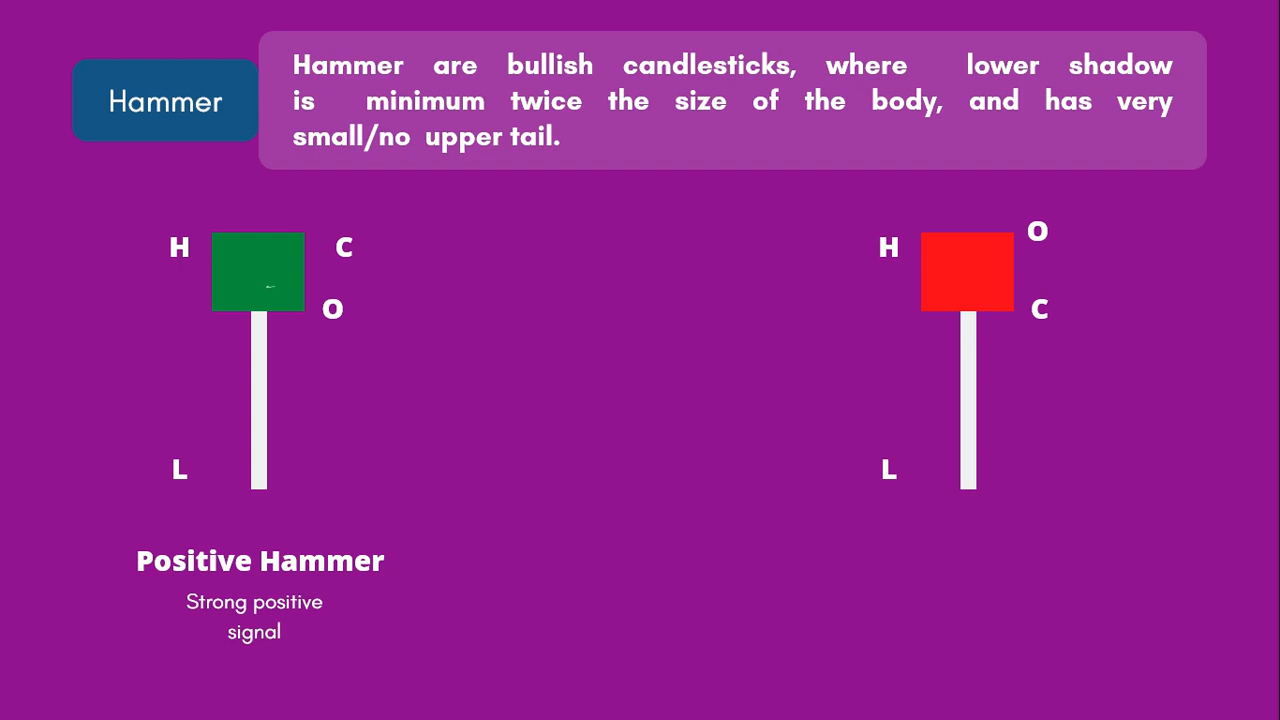 Hammer
Hammer are bullish candlesticks, where lower shadow
is minimum twice the size of the body, and has very
small/no upper tail.
H
C
O
L
H
O
C
L
Positive Hammer
Strong positive
signal